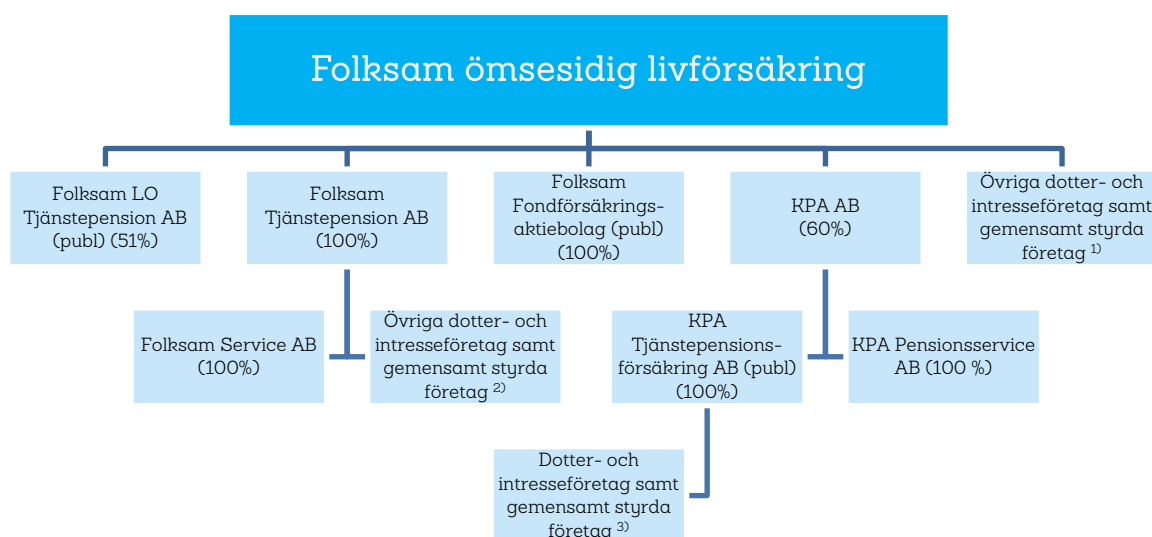 Folksam ömsesidig livförsäkring
Folksam LO
Tjänstepension AB
(publ) (51%)
Folksam
Tjänstepension AB
(100%)
Folksam
Fondförsäkrings-
aktiebolag (publ)
(100%)
KPA AB
(60%)
Övriga dotter- och
intresseföretag samt
gemensamt styrda
företag 1)
Folksam Service AB
(100%)
Övriga dotter- och
intresseföretag samt
gemensamt styrda
företag 2)
KPA
Tjänstepensions-
försäkring AB (publ)
(100%)
KPA Pensionsservice
AB (100 %)
Dotter- och
intresseföretag samt
gemensamt styrda
företag 3)